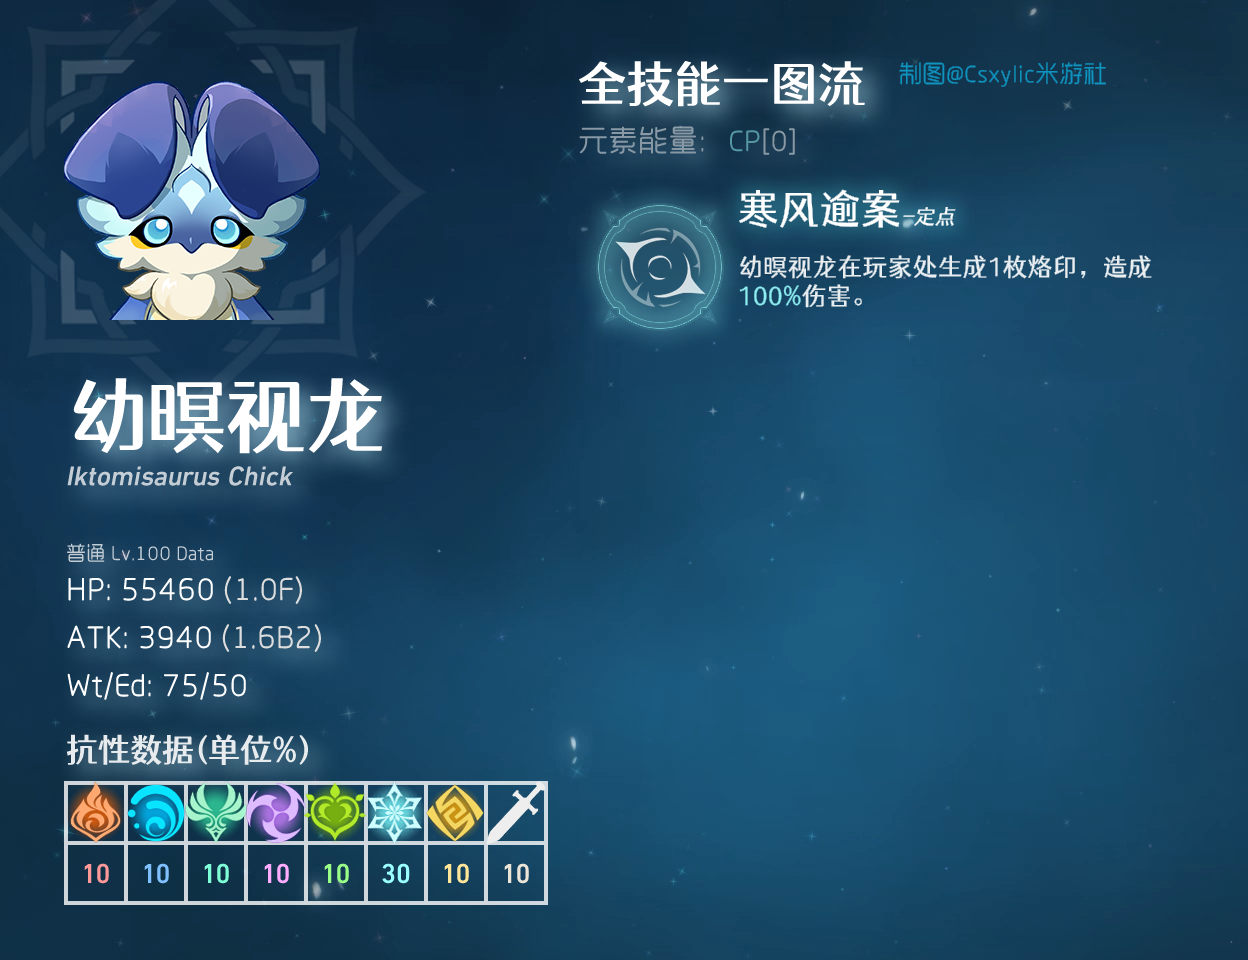 全技能一图流
制图@Csxylic米游社
元素能量: CP[0]
寒风逾案-定点
幼暝视龙在玩家处生成1枚烙印，造成
100%伤害。
幼暝视龙
Iktomisaurus Chick
普通 Lv.100 Data
HP: 55460 (1.0F)
ATK: 3940 (1.6B2)
Wt/Ed: 75/50
抗性数据(单位%)
10 10 10 10 10 30 10 10